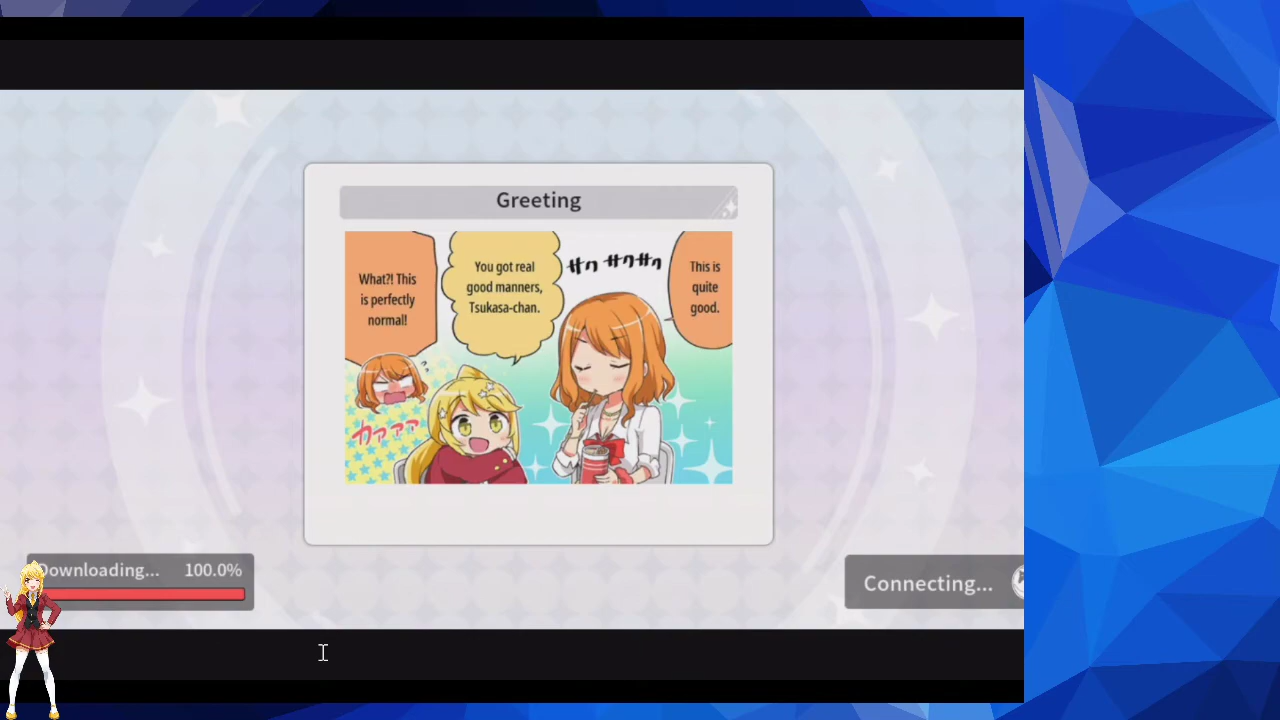 Greeting
This is
quite
good.
サク サクサク
You got real
good manners,
Tsukasa-chan.
What?! This
is perfectly
normal!
カァァァ
Downloading... 100.0%
Connecting...